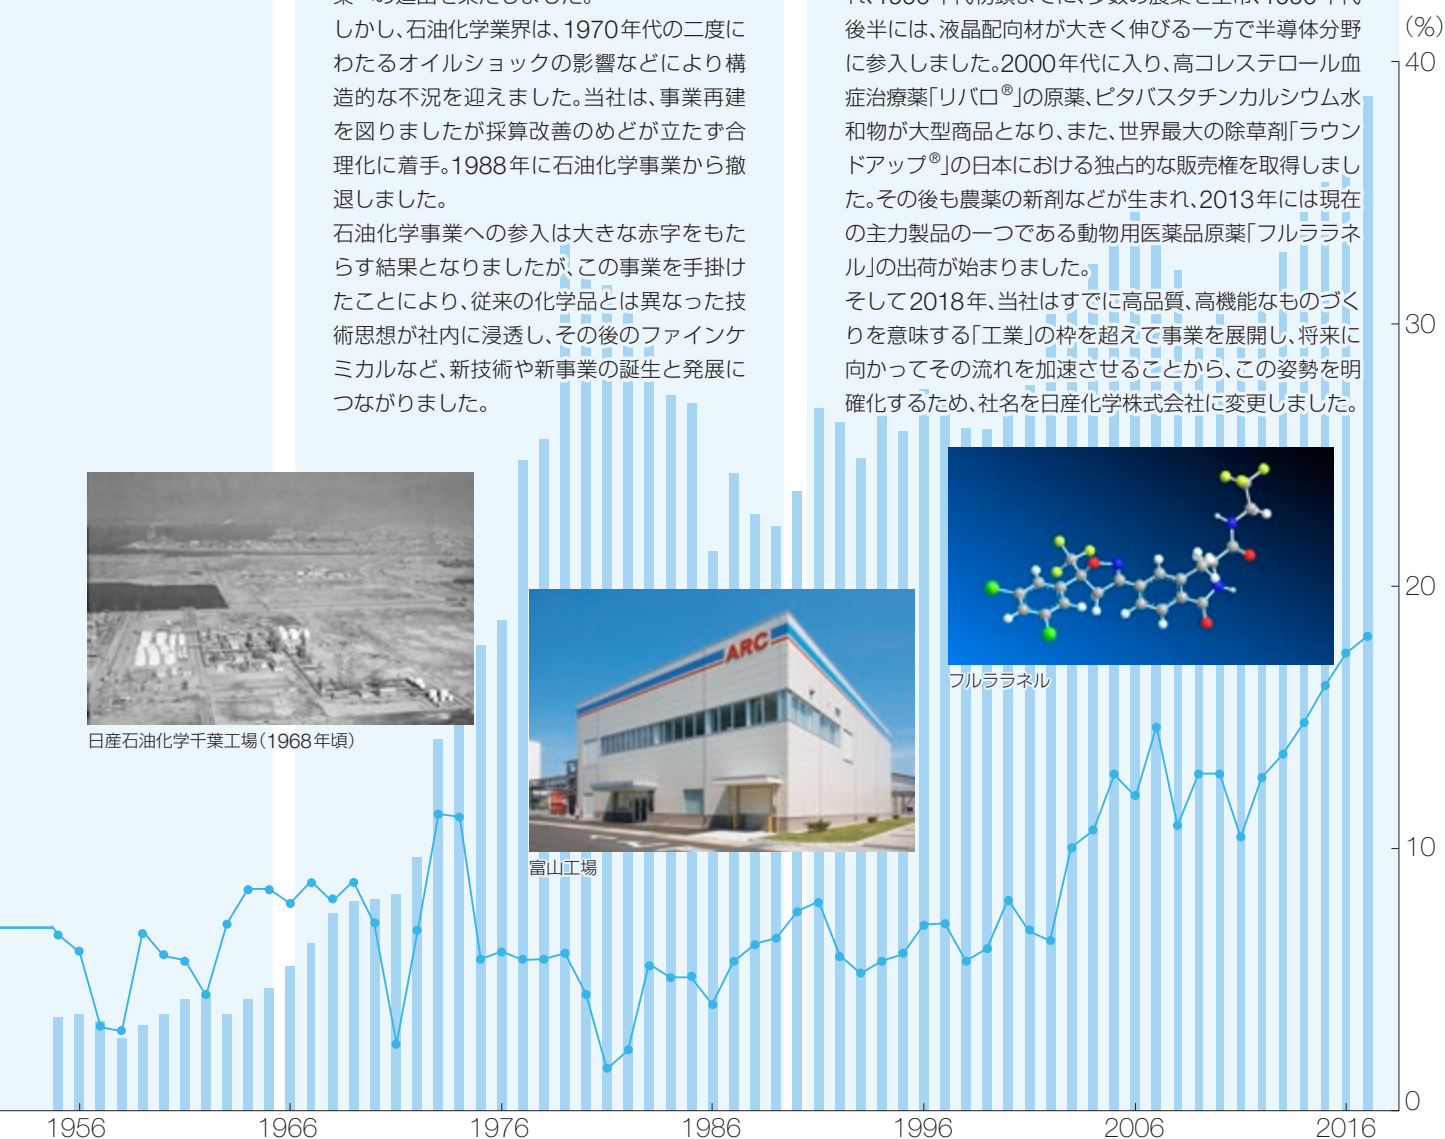 しかし、石油化学業界は、1970年代の二度に
わたるオイルショックの影響などにより構
造的な不況を迎えました。当社は、事業再建
を図りましたが採算改善のめどが立たず合
理化に着手。1988年に石油化学事業から撤
退しました。
石油化学事業への参入は大きな赤字をもた
らす結果となりましたが、この事業を手掛け
たことにより、従来の化学品とは異なった技
術思想が社内に浸透し、その後のファインケ
ミカルなど、新技術や新事業の誕生と発展に
つながりました。
後半には、液晶配向材が大きく伸びる一方で半導体分野
に参入しました。2000年代に入り、高コレステロール血
症治療薬「リバロ®」の原薬、ピタバスタチンカルシウム水
和物が大型商品となり、また、世界最大の除草剤「ラウン
ドアップ®」の日本における独占的な販売権を取得しまし
た。その後も農薬の新剤などが生まれ、2013年には現在
の主力製品の一つである動物用医薬品原薬「フルララネ
ル」の出荷が始まりました。
そして2018年、当社はすでに高品質、高機能なものづく
りを意味する「工業」の枠を超えて事業を展開し、将来に
向かってその流れを加速させることから、この姿勢を明
確化するため、社名を日産化学株式会社に変更しました。
(%)
40
30
20
10
0
日産石油化学千葉工場(1968年頃)
ARC
富山工場
フルララネル
1956
1966
1976
1986
1996
2006
2016